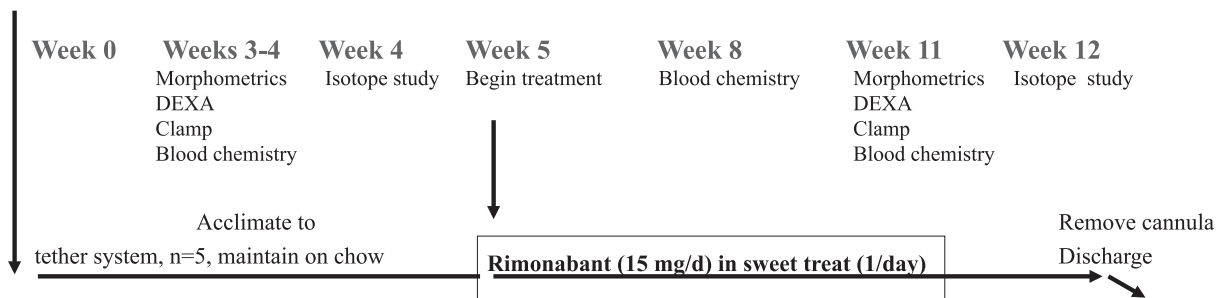 Week 0 Weeks 3-4 Week 4 Week 5 Week 8 Week 11 Week 12
Morphometrics Isotope study Begin treatment Blood chemistry Morphometrics Isotope study
DEXA DEXA
Clamp Clamp
Blood chemistry Blood chemistry
Acclimate to Remove cannula
tether system, n=5, maintain on chow Discharge
Rimonabant (15 mg/d) in sweet treat (1/day)